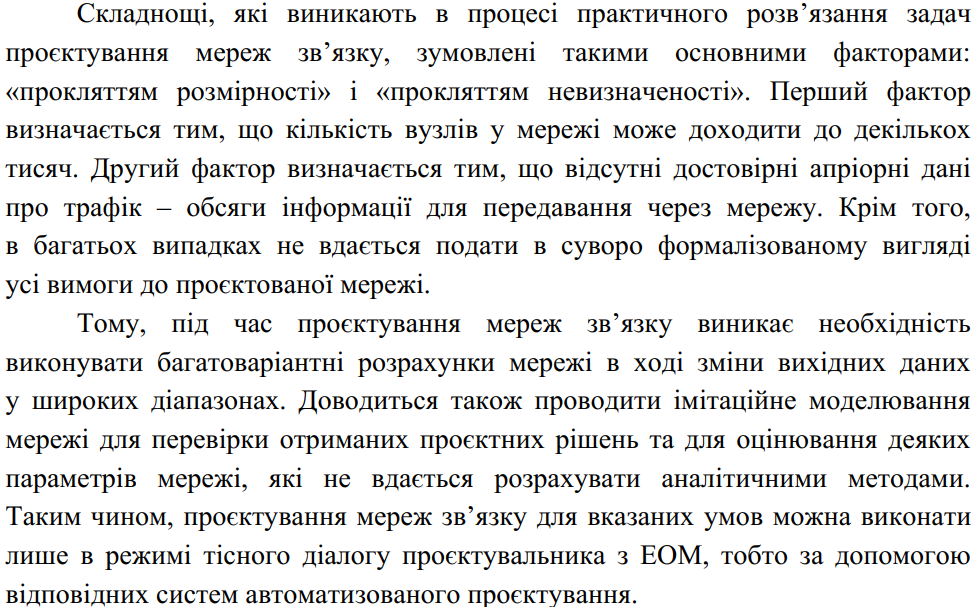 Складнощі, які виникають в процесі практичного розв’язання задач
проєктування мереж зв’язку, зумовлені такими основними факторами:
«прокляттям розмірності» і «прокляттям невизначеності». Перший фактор
визначається тим, що кількість вузлів у мережі може доходити до декількох
тисяч. Другий фактор визначається тим, що відсутні достовірні апріорні дані
про трафік – обсяги інформації для передавання через мережу. Крім того,
в багатьох випадках не вдається подати в суворо формалізованому вигляді
усі вимоги до проєктованої мережі.
Тому, під час проєктування мереж зв’язку виникає необхідність
виконувати багатоваріантні розрахунки мережі в ході зміни вихідних даних
у широких діапазонах. Доводиться також проводити імітаційне моделювання
мережі для перевірки отриманих проєктних рішень та для оцінювання деяких
параметрів мережі, які не вдається розрахувати аналітичними методами.
Таким чином, проєктування мереж зв’язку для вказаних умов можна виконати
лише в режимі тісного діалогу проєктувальника з ЕОМ, тобто за допомогою
відповідних систем автоматизованого проєктування.